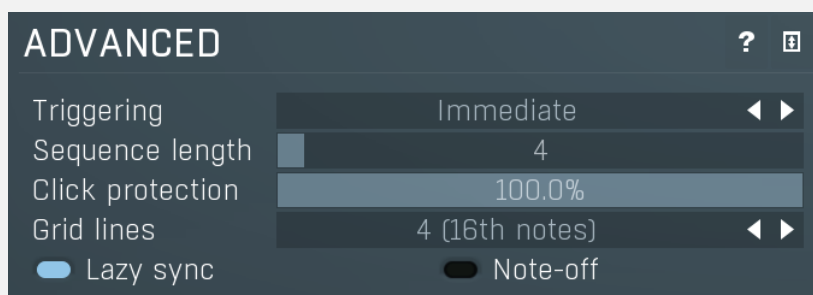 ADVANCED ?
Triggering Immediate
Sequence length 4
Click protection 100.0%
Grid lines 4 (16th notes)
Lazy sync Note-off